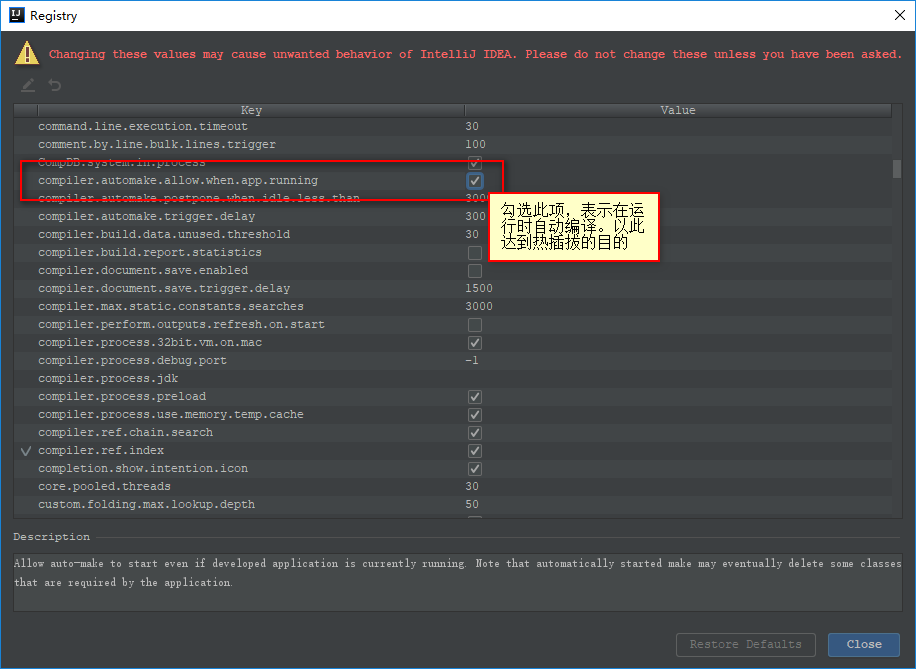 Registry
Changing these values may cause unwanted behavior of IntelliJ IDEA. Please do not change these unless you have been asked.
Key Value
command.line.execution.timeout 30
comment.by.line.bulk.lines.trigger 100
CompDB.system.in.process
compiler.automake.allow.when.app.running
compiler.automake.postpone.when.idle.less.than 3000
compiler.automake.trigger.delay 300
compiler.build.data.unused.threshold 30
compiler.build.report.statistics
compiler.document.save.enabled
compiler.document.save.trigger.delay 1500
compiler.max.static.constants.searches 3000
compiler.perform.outputs.refresh.on.start
compiler.process.32bit.vm.on.mac
compiler.process.debug.port -1
compiler.process.jdk
compiler.process.preload
compiler.process.use.memory.temp.cache
compiler.ref.chain.search
compiler.ref.index
completion.show.intention.icon
core.pooled.threads 30
custom.folding.max.lookup.depth 50
勾选此项，表示在运
行时自动编译。以此
达到热插拔的目的
Description
Allow auto-make to start even if developed application is currently running. Note that automatically started make may eventually delete some classes
that are required by the application.
Restore Defaults
Close